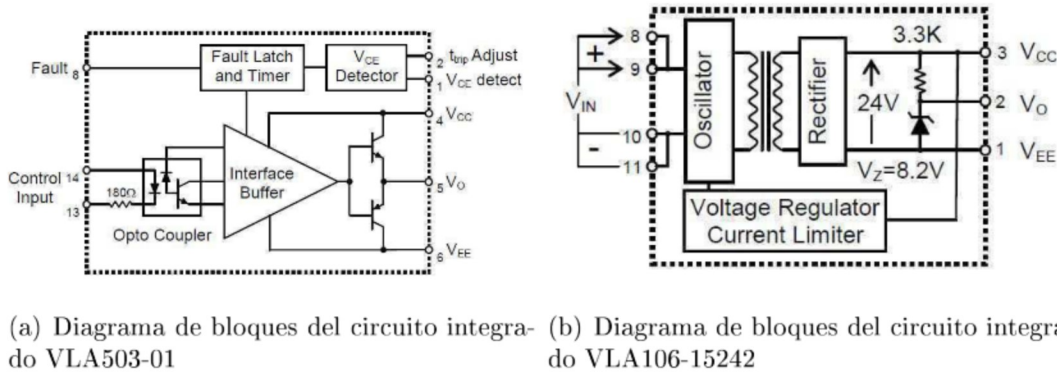 Fault 8
Fault Latch
and Timer
VCE
Detector
2 ttrip Adjust
1 VCE detect
4 VCC
Control
Input
14
180Ω
13
Interface
Buffer
5 VO
Opto Coupler
6 VEE
8
+
9
VIN
10
-
11
Oscillator
Rectifier
3.3K
3 VCC
24V
2 VO
1 VEE
VZ=8.2V
Voltage Regulator
Current Limiter
(a) Diagrama de bloques del circuito integra-
do VLA503-01
(b) Diagrama de bloques del circuito integra
do VLA106-15242